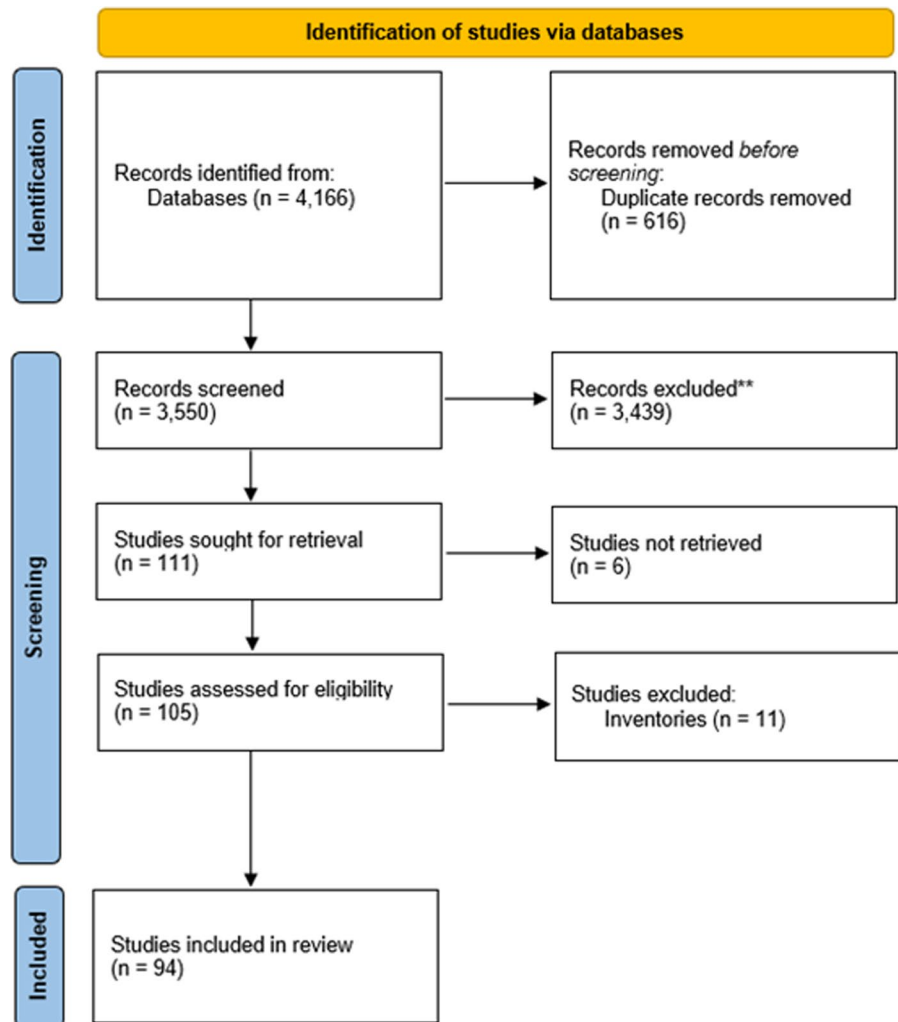 Identification of studies via databases
Identification
Records identified from:
Databases (n = 4,166)
Records removed before
screening:
Duplicate records removed
(n = 616)
Screening
Records screened
(n = 3,550)
Records excluded**
(n = 3,439)
Studies sought for retrieval
(n = 111)
Studies not retrieved
(n = 6)
Studies assessed for eligibility
(n = 105)
Studies excluded:
Inventories (n = 11)
Included
Studies included in review
(n = 94)